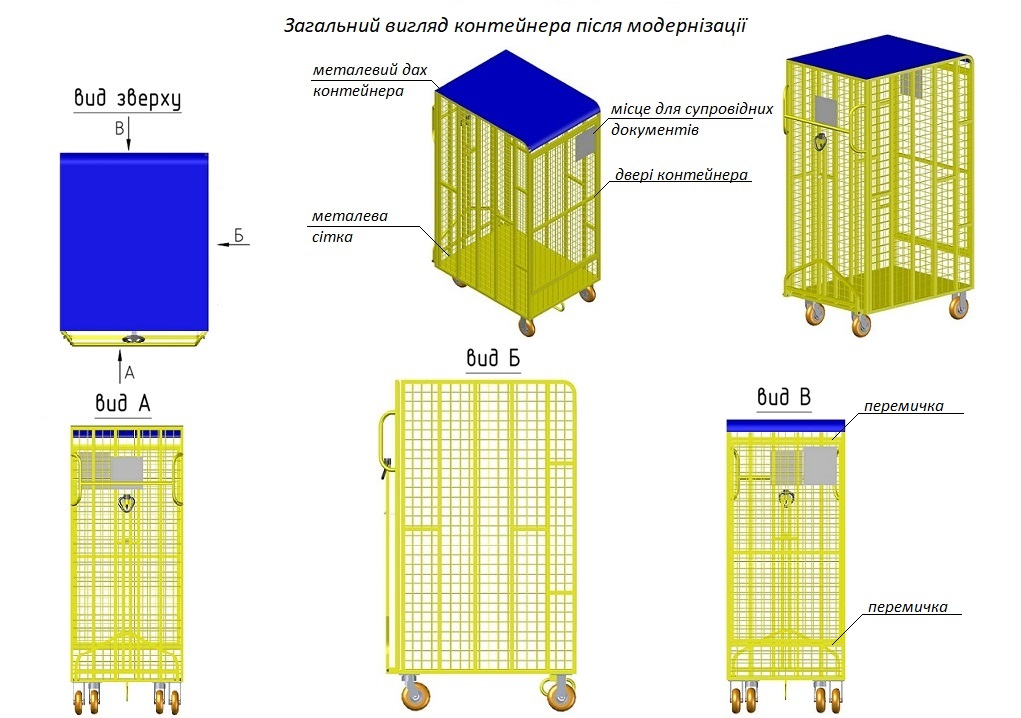 Загальний вигляд контейнера після модернізації
металевий дах
контейнера
місце для супровідних
документів
двері контейнера
металева
сітка
вид зверху
В
Б
А
вид А
вид Б
вид В
перемичка
перемичка